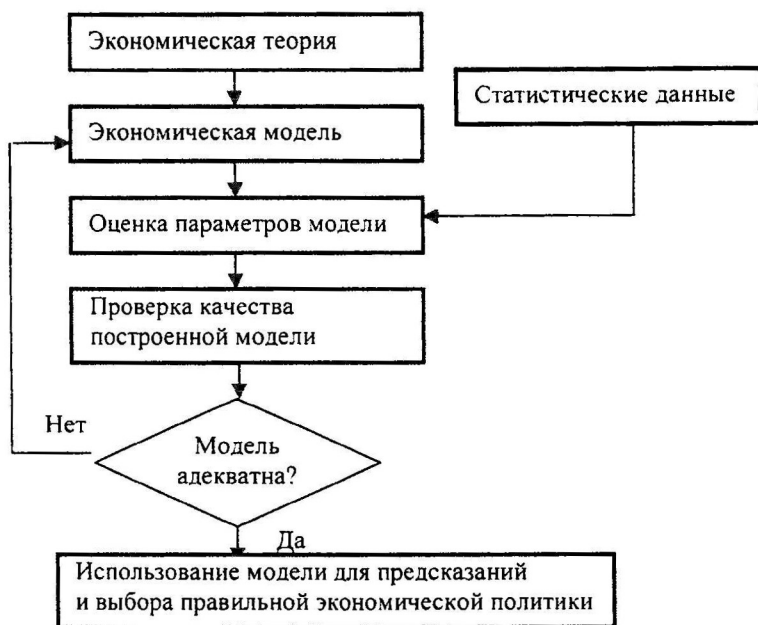 Экономическая теория
Статистические данные
Экономическая модель
Оценка параметров модели
Проверка качества
построенной модели
Нет
Модель
адекватна?
Да
Использование модели для предсказаний
и выбора правильной экономической политики